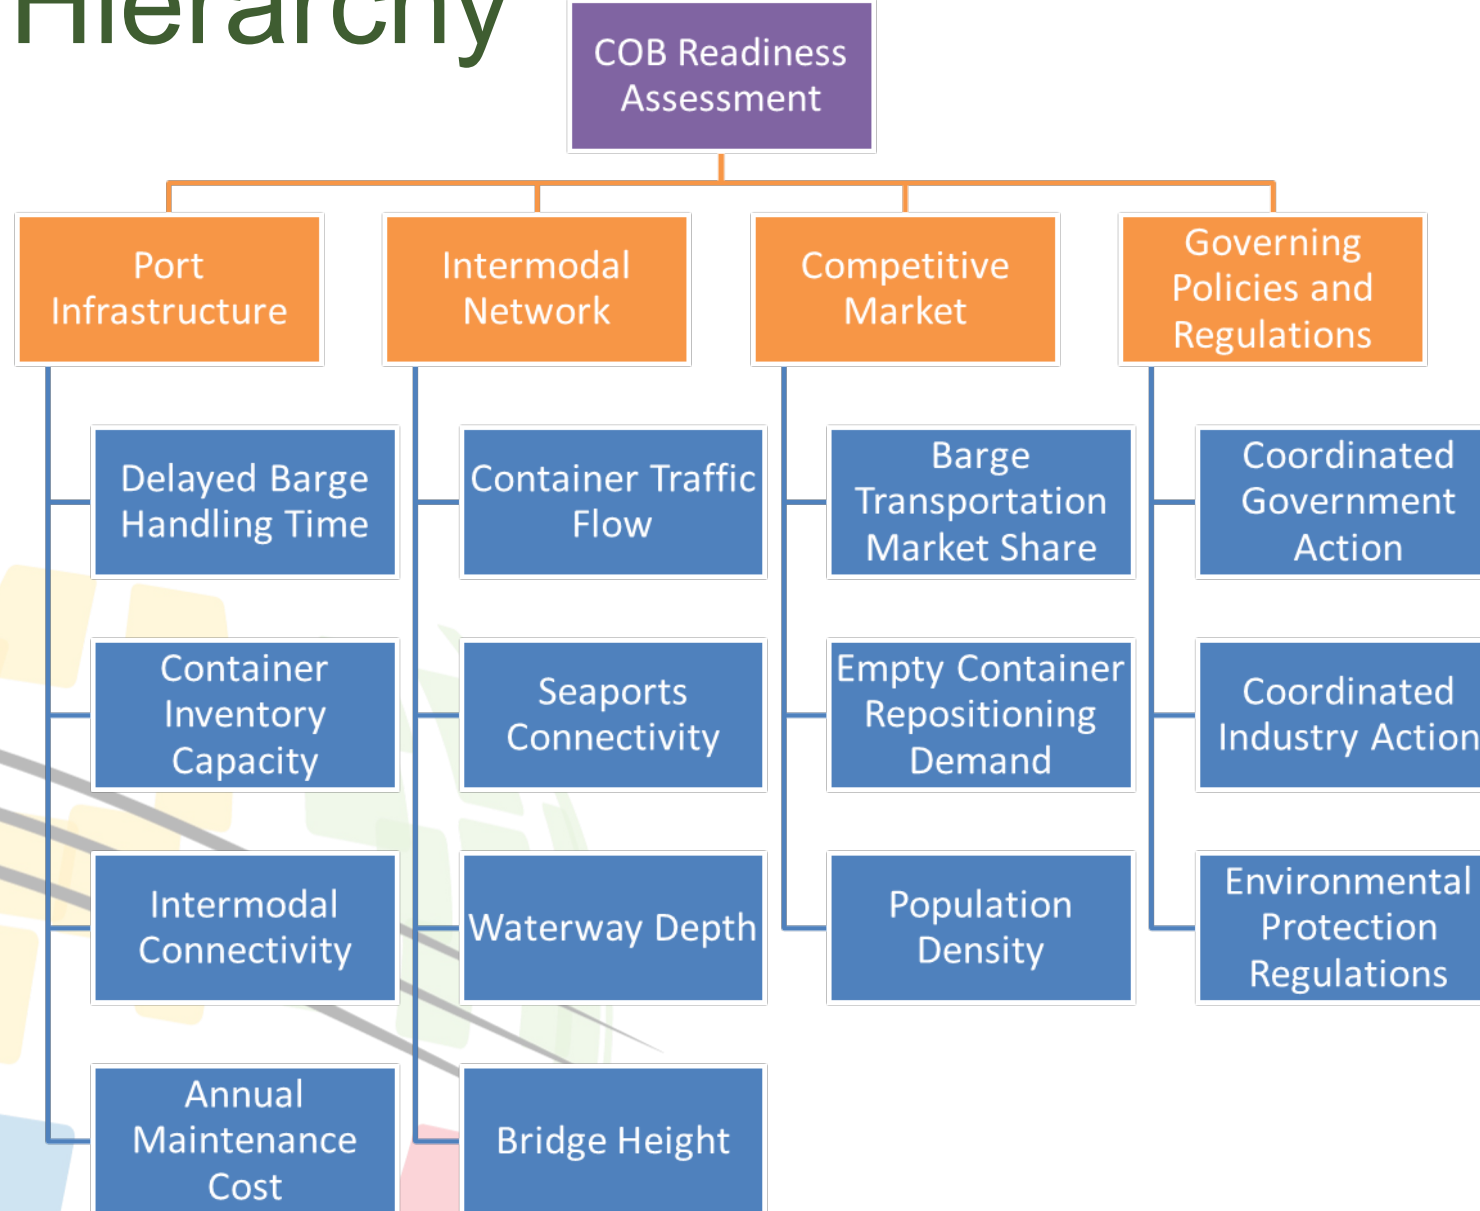 Hierarchy
COB Readiness
Assessment
Port
Infrastructure
Intermodal
Network
Competitive
Market
Governing
Policies and
Regulations
Delayed Barge
Handling Time
Container Traffic
Flow
Barge
Transportation
Market Share
Coordinated
Government
Action
Container
Inventory
Capacity
Seaports
Connectivity
Empty Container
Repositioning
Demand
Coordinated
Industry Action
Intermodal
Connectivity
Waterway Depth
Population
Density
Environmental
Protection
Regulations
Annual
Maintenance
Cost
Bridge Height